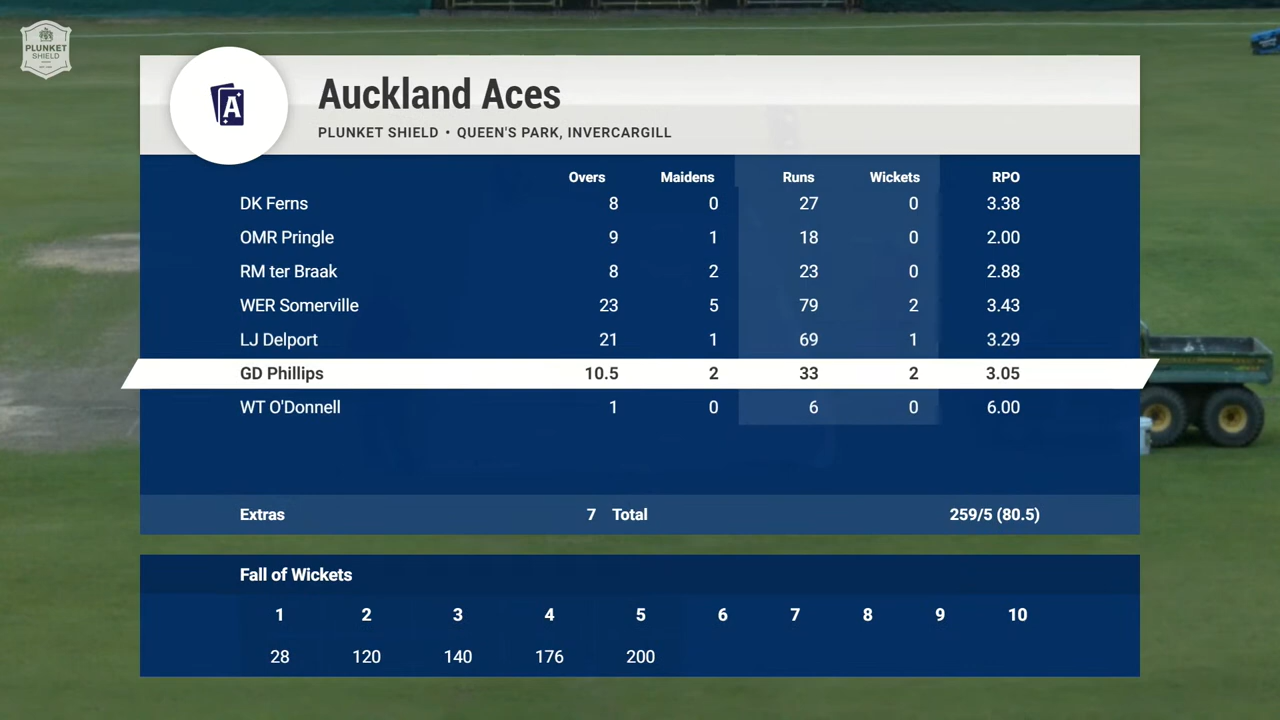 PLUNKET
SHIELD
A
Auckland Aces
PLUNKET SHIELD • QUEEN'S PARK, INVERCARGILL
Overs Maidens Runs Wickets RPO
DK Ferns 8 0 27 0 3.38
OMR Pringle 9 1 18 0 2.00
RM ter Braak 8 2 23 0 2.88
WER Somerville 23 5 79 2 3.43
LJ Delport 21 1 69 1 3.29
GD Phillips 10.5 2 33 2 3.05
WT O'Donnell 1 0 6 0 6.00
Extras 7 Total 259/5 (80.5)
Fall of Wickets
1 2 3 4 5 6 7 8 9 10
28 120 140 176 200